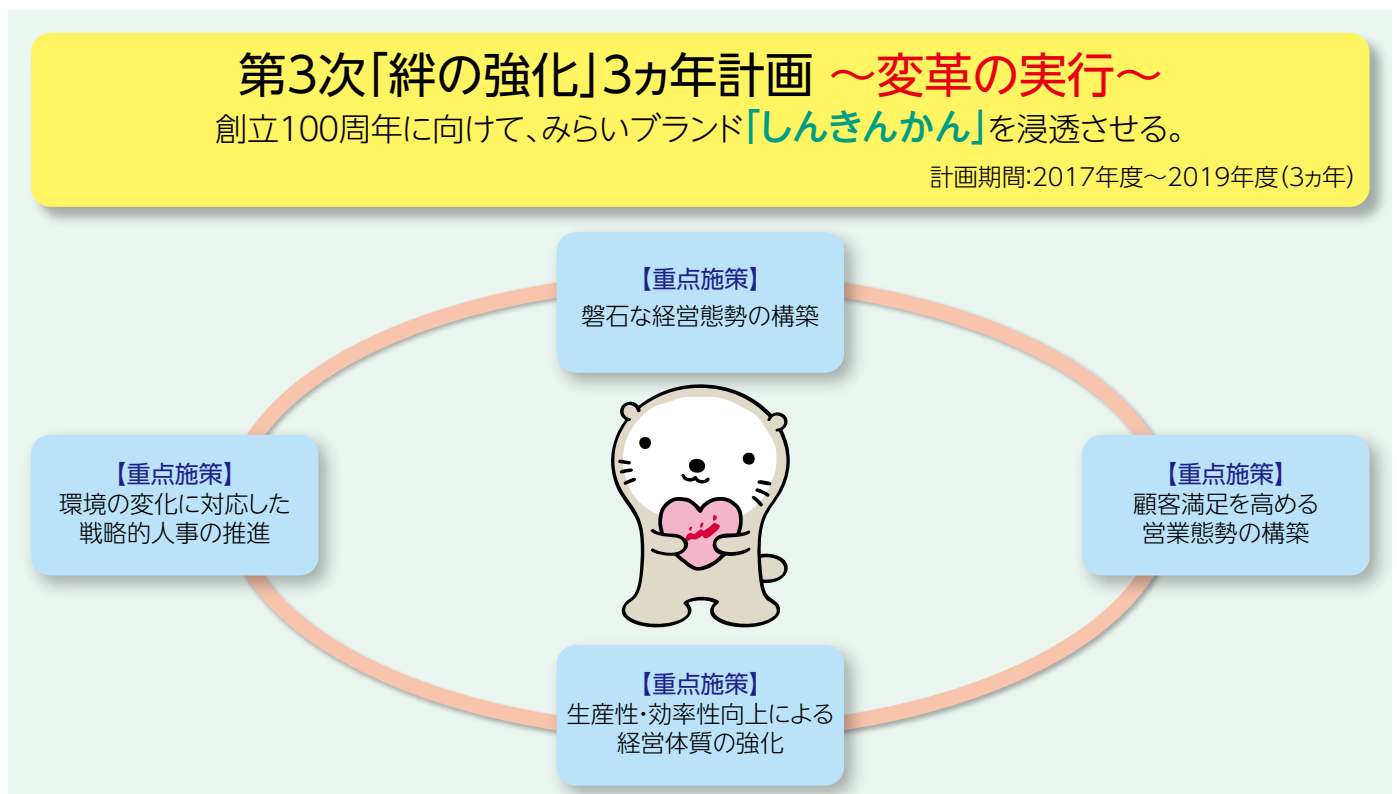 第3次「絆の強化」3ヵ年計画 ～変革の実行～
創立100周年に向けて、みらいブランド「しんきんかん」を浸透させる。
計画期間：2017年度～2019年度（3ヵ年）
【重点施策】
磐石な経営態勢の構築
【重点施策】
環境の変化に対応した
戦略的人事の推進
【重点施策】
顧客満足を高める
営業態勢の構築
【重点施策】
生産性・効率性向上による
経営体質の強化